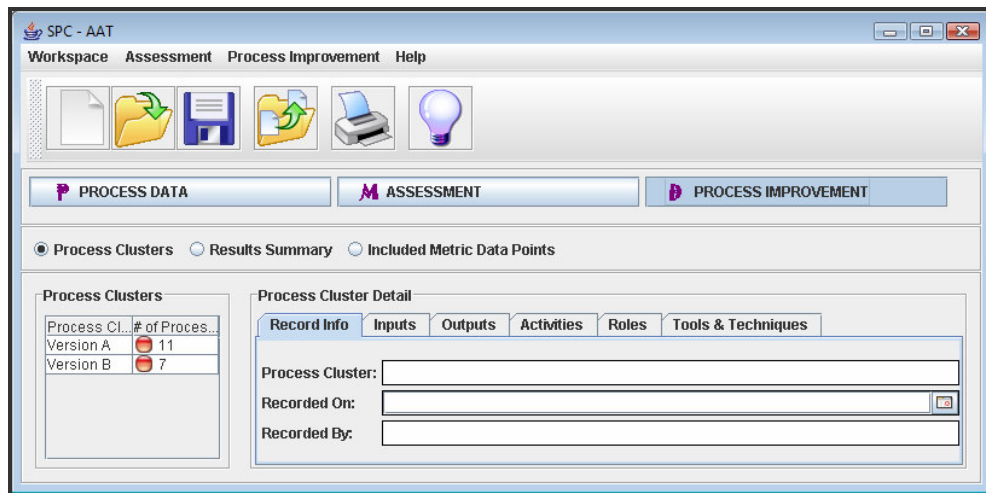 SPC - AAT
Workspace Assessment Process Improvement Help
P PROCESS DATA M ASSESSMENT D PROCESS IMPROVEMENT
Process Clusters Results Summary Included Metric Data Points
Process Clusters
Process Cl... # of Proces...
Version A 11
Version B 7
Process Cluster Detail
Record Info Inputs Outputs Activities Roles Tools & Techniques
Process Cluster:
Recorded On:
Recorded By: